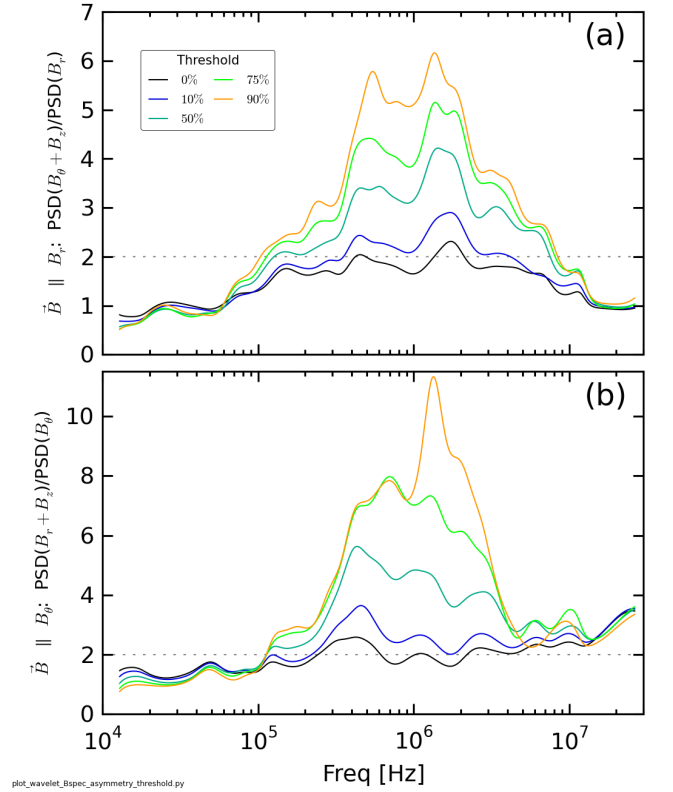 (a)
7
6
5
4
3
2
1
0
Threshold
0%
10%
50%
75%
90%
B⃗ ∥ B_r; PSD(B_θ + B_z)/PSD(B_r)
(b)
10
8
6
4
2
0
B⃗ ∥ B_θ; PSD(B_r + B_z)/PSD(B_θ)
10^4 10^5 10^6 10^7
Freq [Hz]
plot_wavelet_Bspec_asymmetry_threshold.py